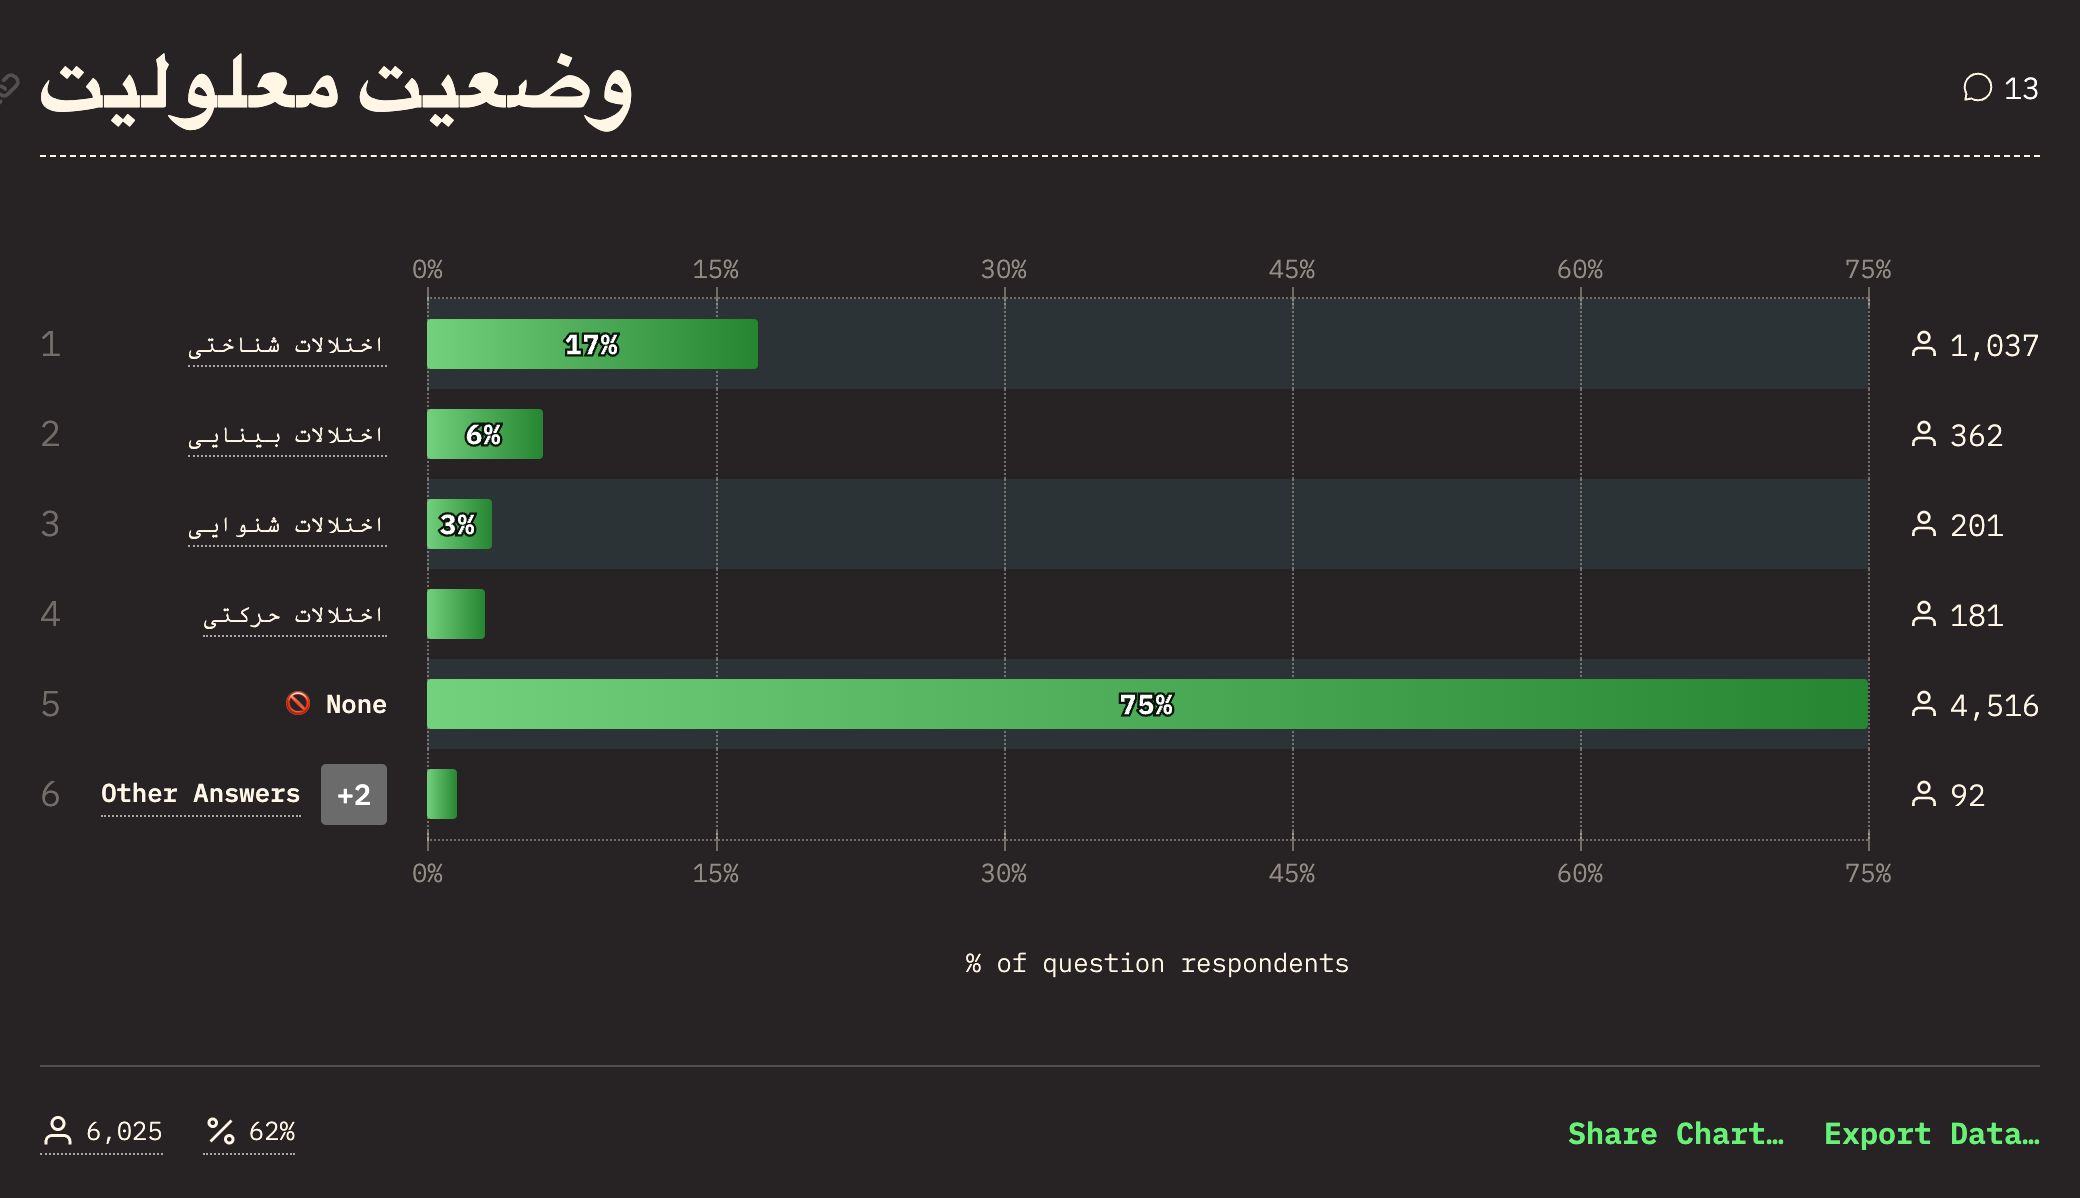 وضعیت معلولیت
13
0% 15% 30% 45% 60% 75%
1 اختلالات شناختی 17% 1,037
2 اختلالات بینایی 6% 362
3 اختلالات شنوایی 3% 201
4 اختلالات حرکتی 181
5 None 75% 4,516
6 Other Answers +2 92
0% 15% 30% 45% 60% 75%
% of question respondents
6,025 62% Share Chart… Export Data…